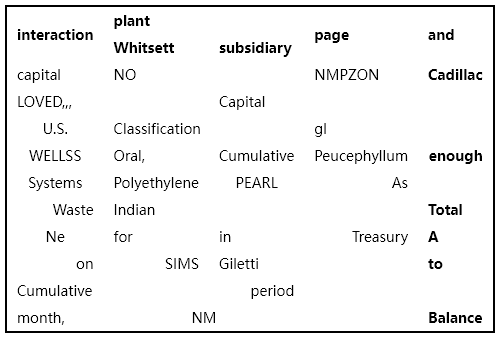 interaction plant Whitsett subsidiary page and
capital NO NMPZON Cadillac
LOVED,,, Capital
U.S. Classification gl
WELLSS Oral, Cumulative Peucephyllum enough
Systems Polyethylene PEARL As
Waste Indian Total
Ne for in Treasury A
on SIMS Giletti to
Cumulative period
month, NM Balance